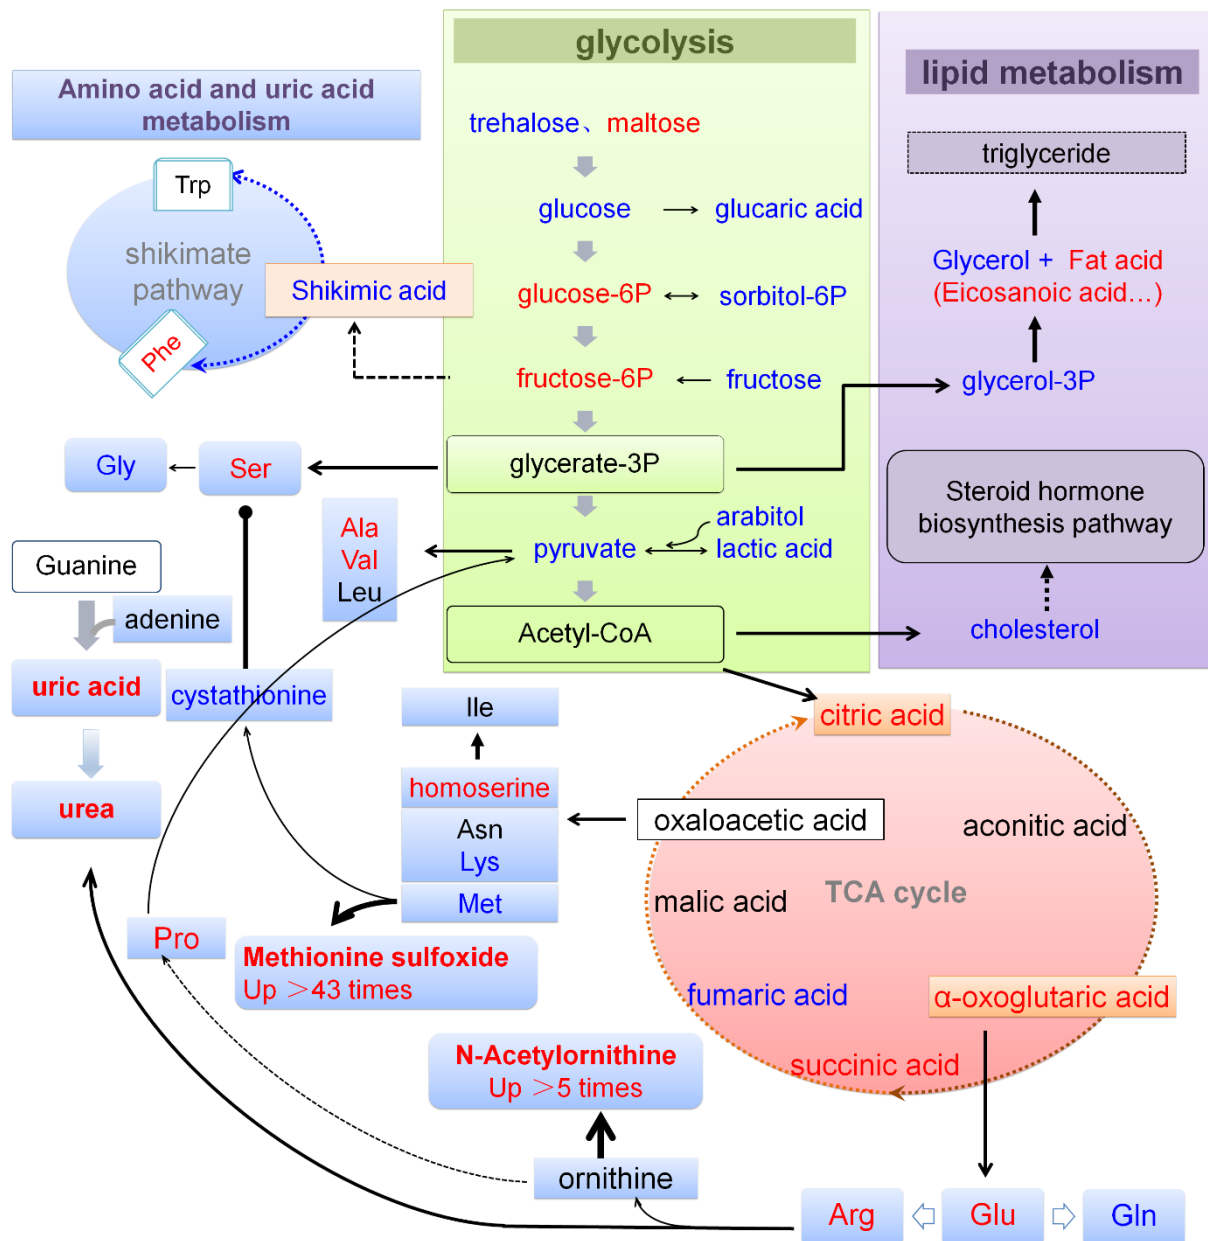 Amino acid and uric acid
metabolism
Trp
shikimate
pathway
Shikimic acid
Phe
Gly
Ser
Guanine
adenine
uric acid
urea
cystathionine
Ala
Val
Leu
glycolysis
trehalose、maltose
glucose
glucaric acid
glucose-6P
sorbitol-6P
fructose-6P
fructose
glycerate-3P
arabitol
pyruvate
lactic acid
Acetyl-CoA
lipid metabolism
triglyceride
Glycerol + Fat acid
(Eicosanoic acid…)
glycerol-3P
Steroid hormone
biosynthesis pathway
cholesterol
Ile
homoserine
Asn
Lys
Met
Pro
Methionine sulfoxide
Up >43 times
citric acid
oxaloacetic acid
aconitic acid
malic acid
TCA cycle
fumaric acid
α-oxoglutaric acid
succinic acid
N-Acetylornithine
Up >5 times
ornithine
Arg
Glu
Gln